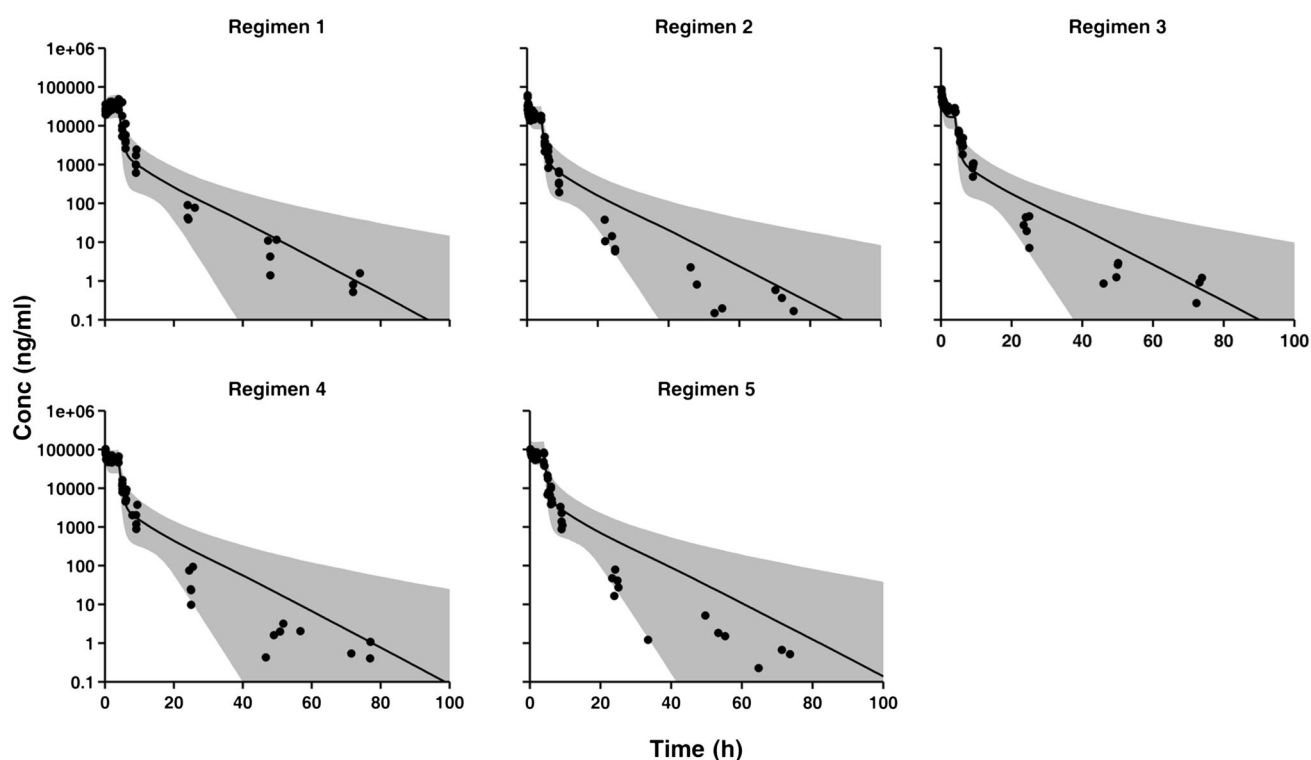 Regimen 1
Regimen 2
Regimen 3
1e+06
100000
10000
1000
100
10
1
0.1
0 20 40 60 80 100
Regimen 4
Regimen 5
1e+06
100000
10000
1000
100
10
1
0.1
0 20 40 60 80 100
0 20 40 60 80 100
Conc (ng/ml)
Time (h)